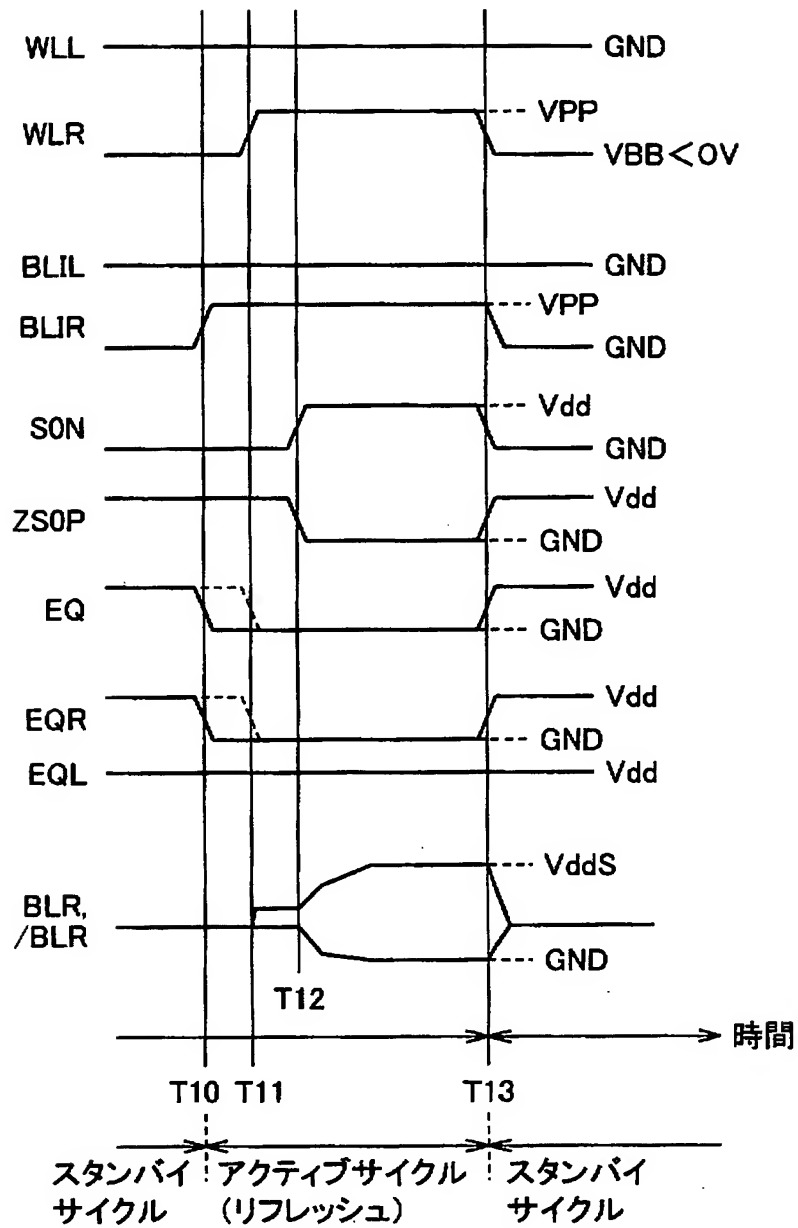 WLL GND
WLR VPP
VBB<0V
BLIL GND
BLIR VPP
GND
S0N Vdd
GND
ZS0P Vdd
GND
EQ Vdd
GND
EQR Vdd
GND
EQL Vdd
BLR, VddS
/BLR GND
T12
時間
T10 T11 T13
スタンバイ アクティブサイクル スタンバイ
サイクル (リフレッシュ) サイクル